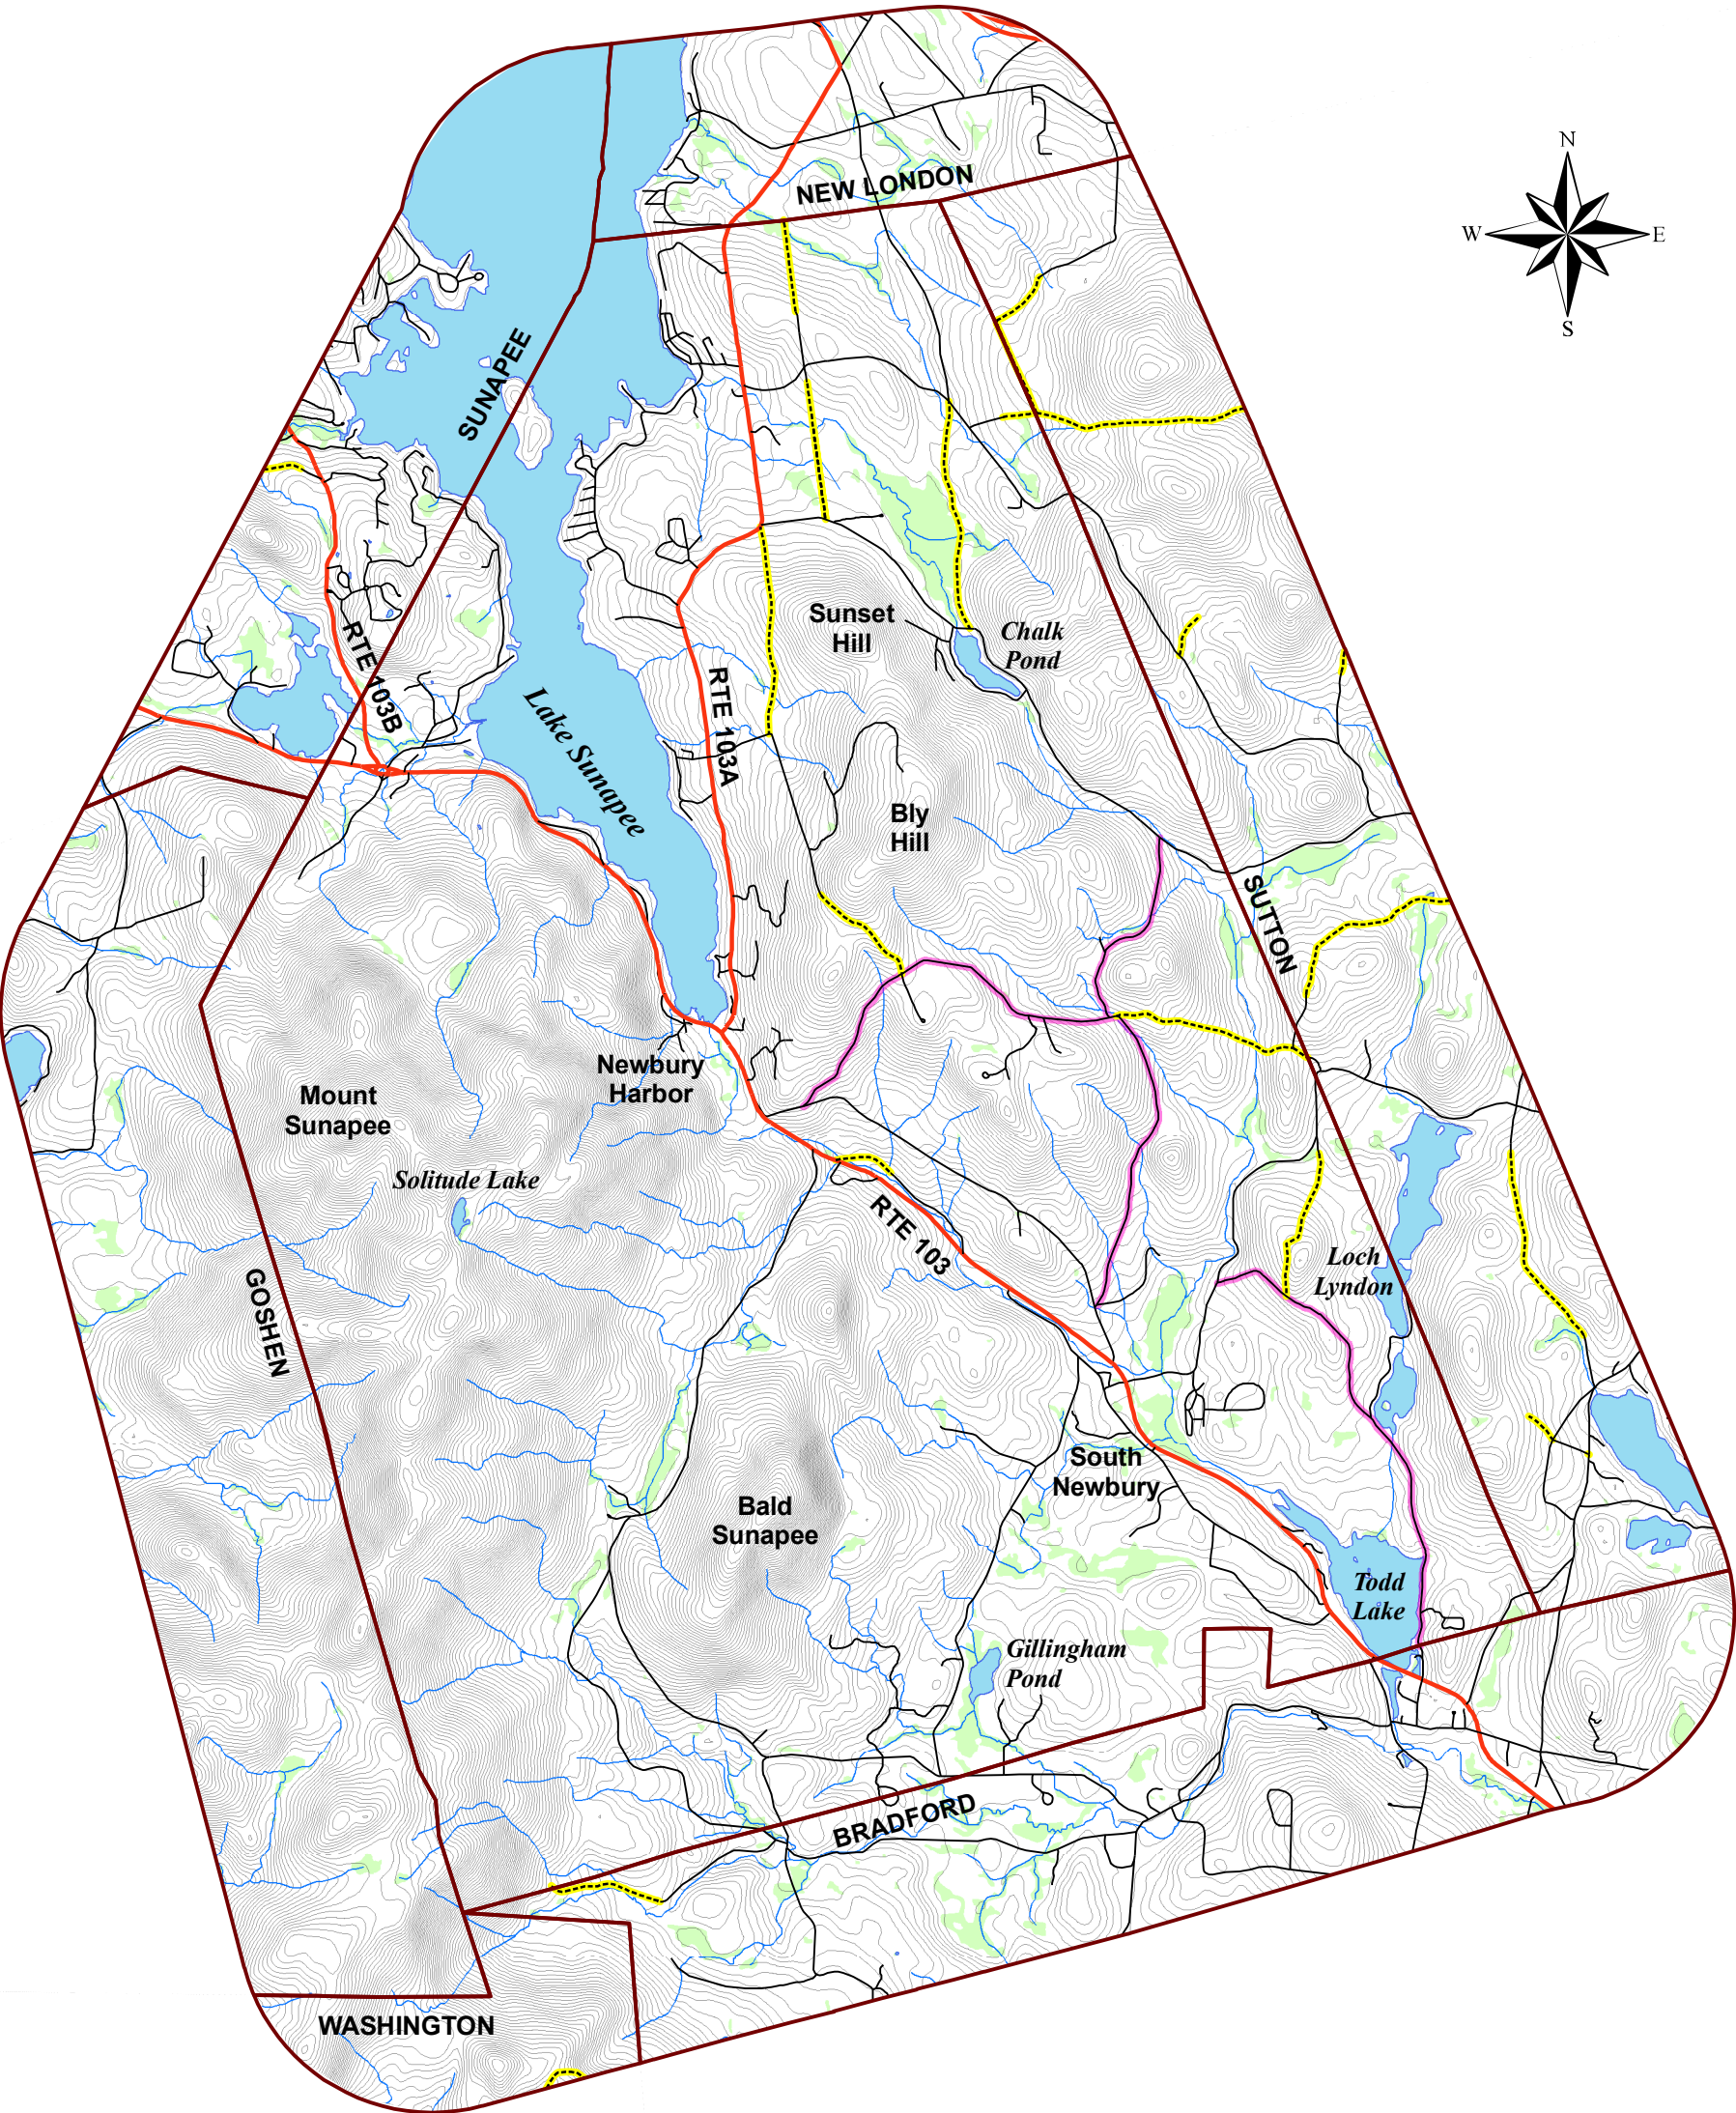 N
NEW LONDON
W
E
S
SUNAPEE
Sunset
Hill
Chalk
Pond
RTE 103B
RTE 103A
Lake Sunapee
Bly
Hill
SUTTON
Newbury
Harbor
Mount
Sunapee
Solitude Lake
RTE 103
Loch
Lyndon
GOSHEN
South
Newbury
Bald
Sunapee
Todd
Lake
Gillingham
Pond
BRADFORD
WASHINGTON